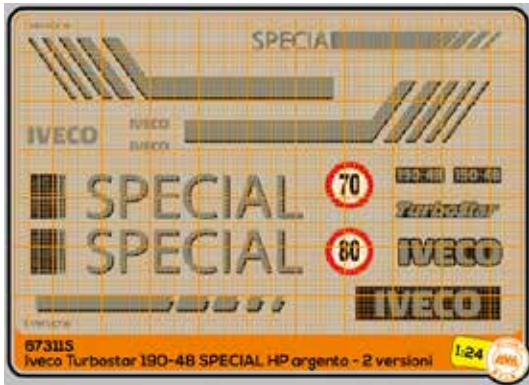 SPECIAL
IVECO
IVECO
IVECO
SPECIAL
70
190-48 190-48
TurboStar
SPECIAL
80
IVECO
IVECO
67311S
Iveco Turbostar 190-48 SPECIAL HP argento - 2 versioni
1:24